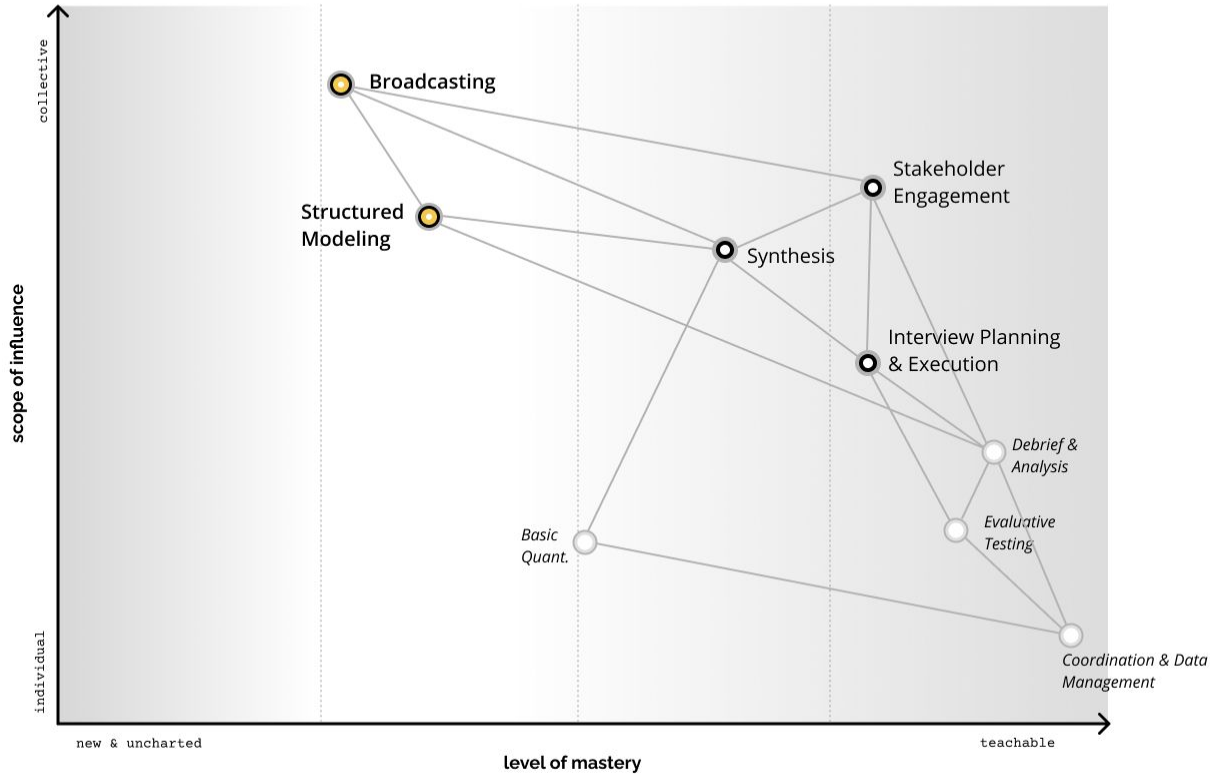 collective
Broadcasting
Stakeholder
Engagement
Structured
Modeling
Synthesis
scope of influence
Interview Planning
& Execution
Debrief &
Analysis
Evaluative
Testing
Basic
Quant.
individual
Coordination & Data
Management
new & uncharted
teachable
level of mastery